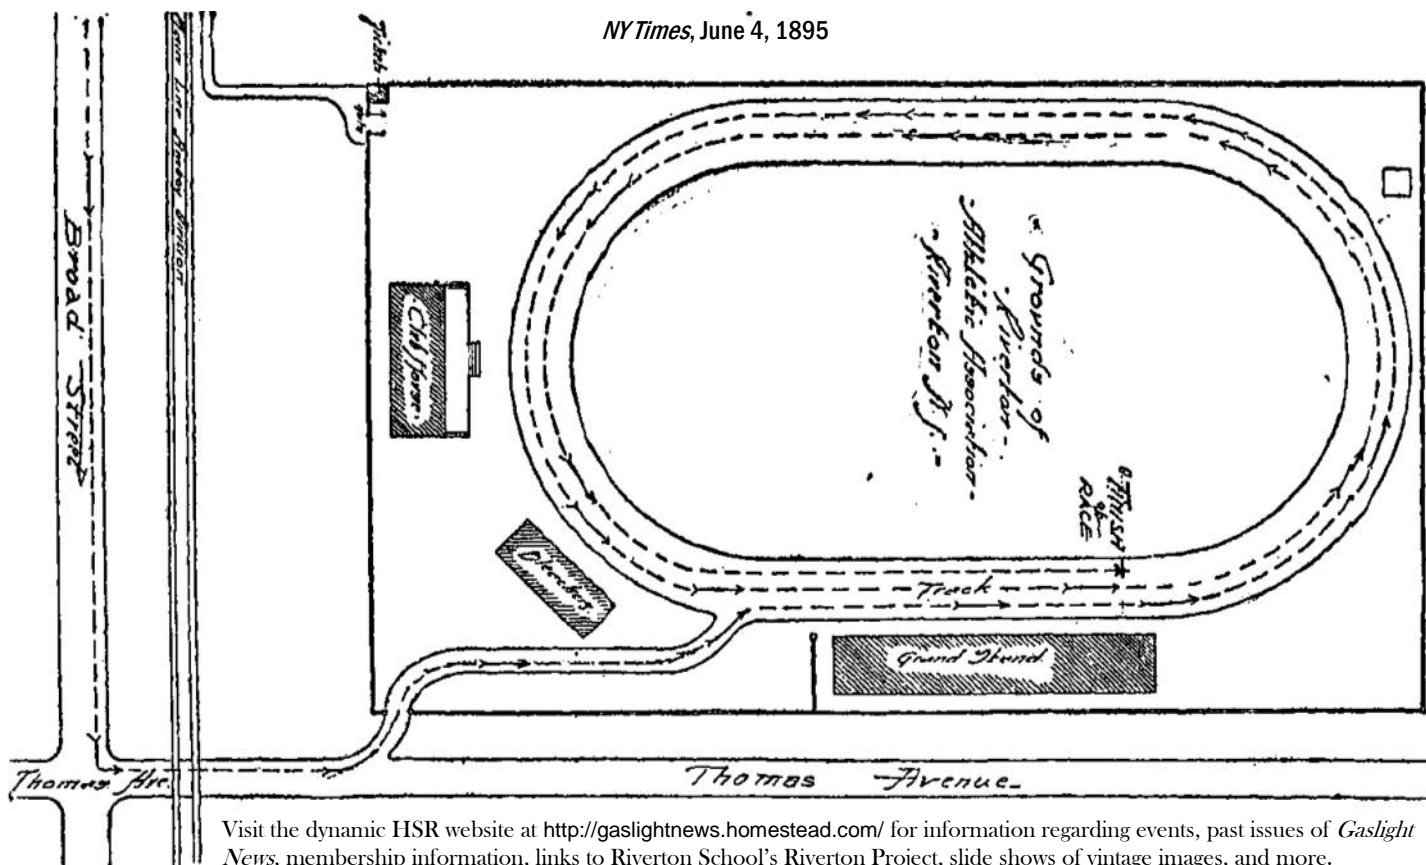 NY Times, June 4, 1895
Tickets
Gate
Broad Street
Club House.
Grounds of
-Riverton-
-Athletic Association-
-Riverton N.J.-
FINISH
OF
RACE
Bleachers
Track
Grand Stand
Thomas Ave.
Thomas Avenue
Visit the dynamic HSR website at http://gaslightnews.homestead.com/ for information regarding events, past issues of Gaslight
News, membership information, links to Riverton School's Riverton Project, slide shows of vintage images, and more.